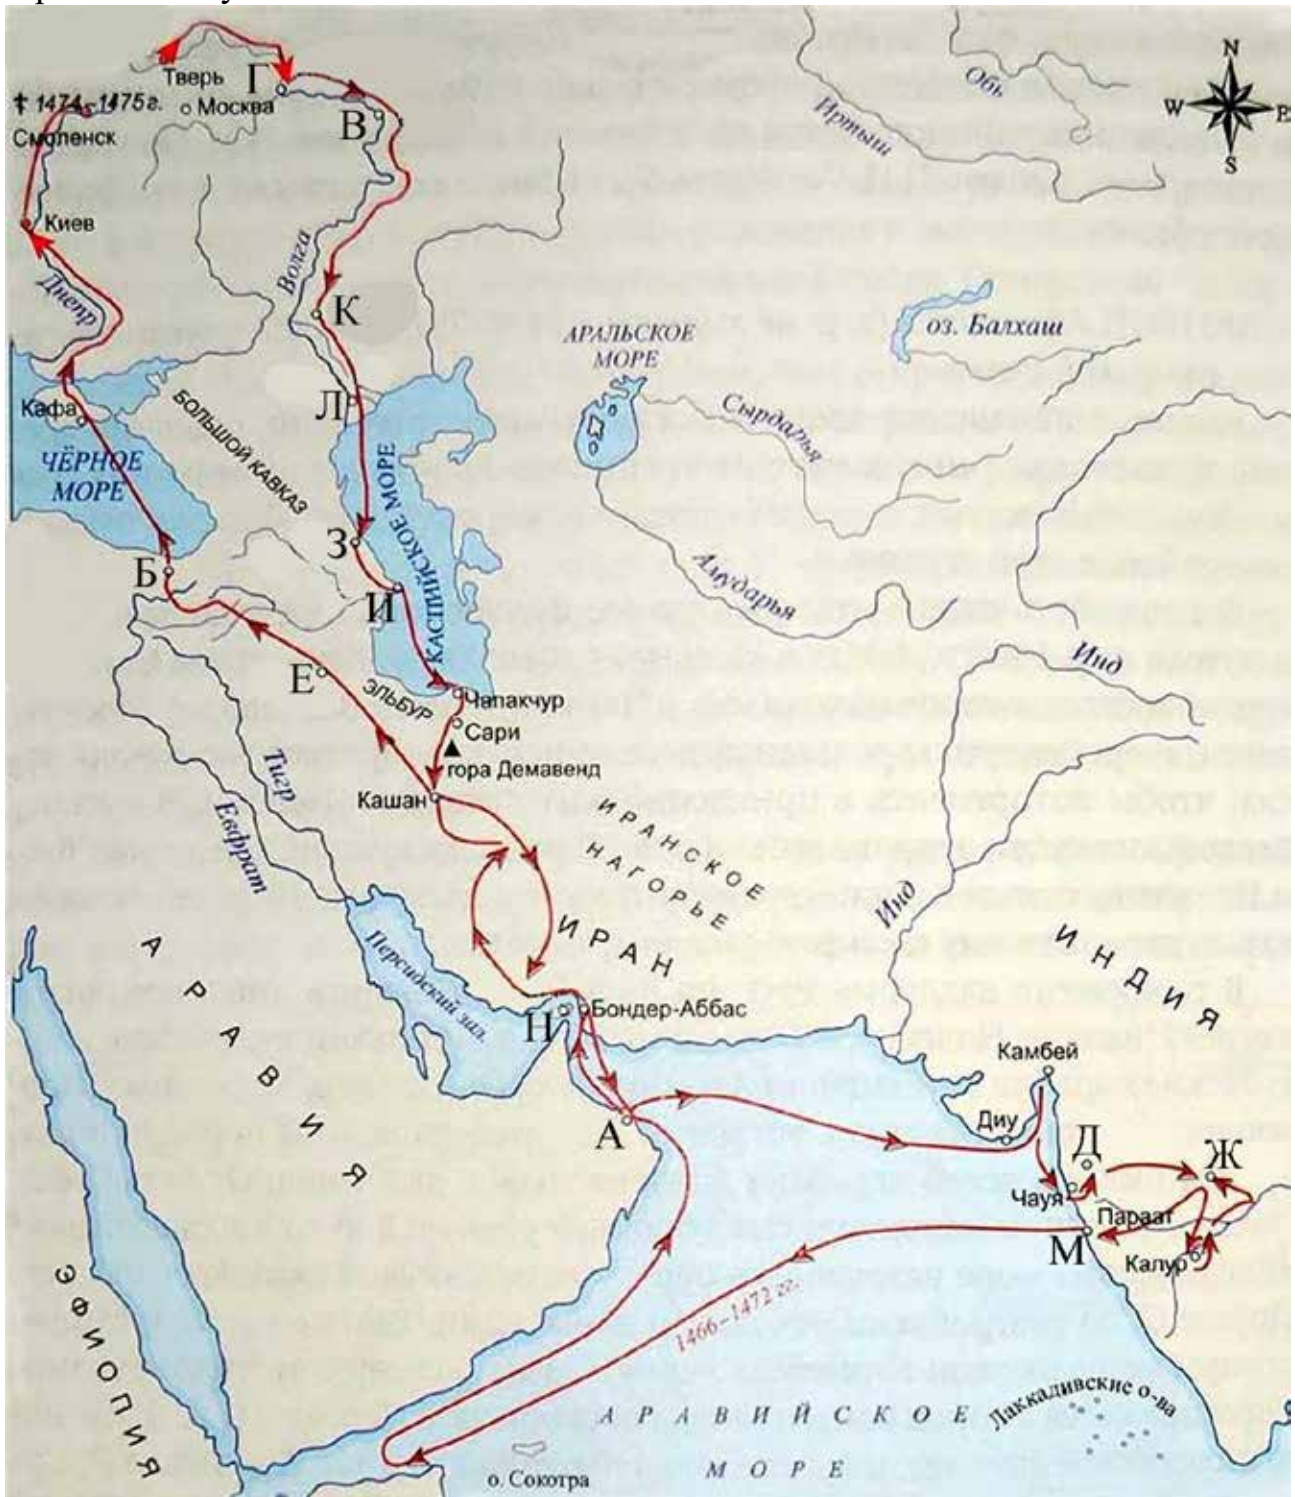 N
W
E
S
Обь
Иртыш
Тверь
Г
† 1474–1475 г.
Москва
В
Смоленск
Киев
Волга
Днепр
К
АРАЛЬСКОЕ
МОРЕ
оз. Балхаш
Кафа
Л
Сырдарья
БОЛЬШОЙ КАВКАЗ
ЧЁРНОЕ
МОРЕ
КАСПИЙСКОЕ МОРЕ
З
Б
И
Амударья
Инд
Е
ЭЛЬБУР
Чапакчур
Сари
гора Демавенд
Тигр
Евфрат
Кашан
ИРАНСКОЕ
НАГОРЬЕ
Инд
ИРАН
ИНДИЯ
АРАВИЯ
Персидский зал.
Н
Бондер-Аббас
Камбей
А
Диу
Д
Ж
Чауя
Параат
М
Калур
ЭФИОПИЯ
1466–1472 гг.
Лаккадивские о-ва
АРАВИЙСКОЕ
МОРЕ
о. Сокотра